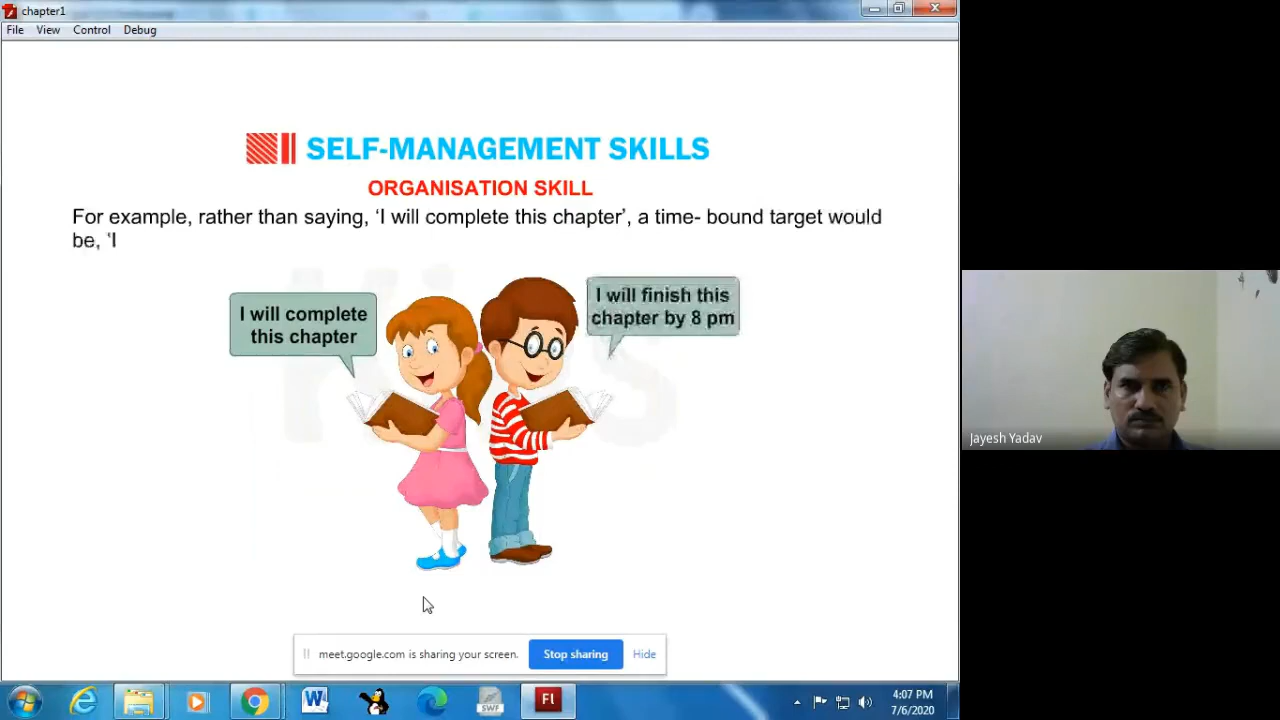 chapter1
File View Control Debug
SELF-MANAGEMENT SKILLS
ORGANISATION SKILL
For example, rather than saying, ‘I will complete this chapter’, a time- bound target would
be, ‘I
I will complete
this chapter
I will finish this
chapter by 8 pm
Jayesh Yadav
meet.google.com is sharing your screen. Stop sharing Hide
W
SWF
Fl
4:07 PM
7/6/2020